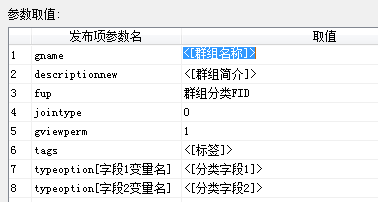 参数取值:
发布项参数名 取值
1 gname <[群组名称]>
2 descriptionnew <[群组简介]>
3 fup 群组分类FID
4 jointype 0
5 gviewperm 1
6 tags <[标签]>
7 typeoption[字段1变量名] <[分类字段1]>
8 typeoption[字段2变量名] <[分类字段2]>